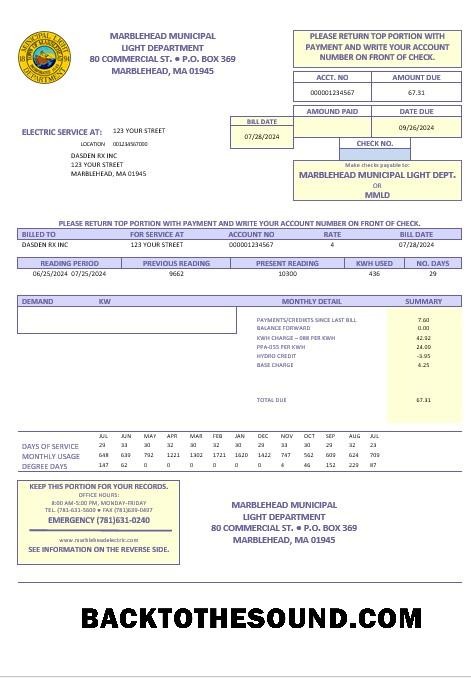 MARBLEHEAD MUNICIPAL
LIGHT DEPARTMENT
80 COMMERCIAL ST. • P.O. BOX 369
MARBLEHEAD, MA 01945
PLEASE RETURN TOP PORTION WITH
PAYMENT AND WRITE YOUR ACCOUNT
NUMBER ON FRONT OF CHECK.
ACCT. NO AMOUNT DUE
000001234567 67.31
AMOUNT PAID DATE DUE
09/26/2024
BILL DATE
07/28/2024
CHECK NO.
ELECTRIC SERVICE AT: 123 YOUR STREET
LOCATION 001234567000
DASDEN RX INC
123 YOUR STREET
MARBLEHEAD, MA 01945
Make checks payable to:
MARBLEHEAD MUNICIPAL LIGHT DEPT.
OR
MMLD
PLEASE RETURN TOP PORTION WITH PAYMENT AND WRITE YOUR ACCOUNT NUMBER ON FRONT OF CHECK.
BILLED TO FOR SERVICE AT ACCOUNT NO RATE BILL DATE
DASDEN RX INC 123 YOUR STREET 000001234567 4 07/28/2024
READING PERIOD PREVIOUS READING PRESENT READING KWH USED NO. DAYS
06/25/2024 07/25/2024 9662 10300 436 29
DEMAND KW MONTHLY DETAIL SUMMARY
PAYMENTS/CREDIKTS SINCE LAST BILL 7.60
BALANCE FORWARD 0.00
KWH CHARGE -.088 PER KWH 42.92
PPA-055 PER KWH 24.09
HYDRO CREDIT -3.95
BASE CHARGE 4.25
TOTAL DUE 67.31
JUL JUN MAY APR MAR FEB JAN DEC NOV OCT SEP AUG JUL
DAYS OF SERVICE 29 33 30 32 30 30 29 32 30 29 32 30 23
MONTHLY USAGE 648 639 792 1221 1302 1721 1620 1422 747 562 609 624 709
DEGREE DAYS 147 62 0 0 0 0 0 0 4 46 152 229 87
KEEP THIS PORTION FOR YOUR RECORDS.
OFFICE HOURS:
8:00 AM-5:00 PM, MONDAY-FRIDAY
TEL. (781)631-5600 • FAX (781)639-0497
EMERGENCY (781)631-0240
www.marbleheadelectric.com
SEE INFORMATION ON THE REVERSE SIDE.
MARBLEHEAD MUNICIPAL
LIGHT DEPARTMENT
80 COMMERCIAL ST. • P.O. BOX 369
MARBLEHEAD, MA 01945
BACKTOTHESOUND.COM